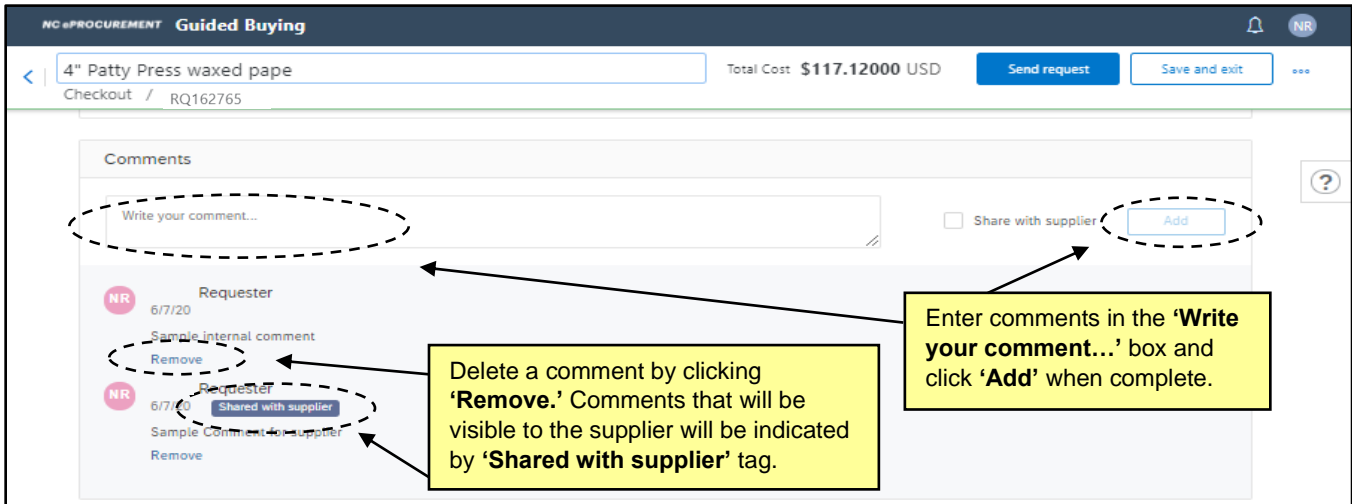 NC ePROCUREMENT Guided Buying
NR
4" Patty Press waxed pape
Total Cost $117.12000 USD
Send request
Save and exit
Checkout / RQ162765
Comments
?
Write your comment...
Share with supplier
Add
NR
Requester
6/7/20
Sample internal comment
Remove
NR
Requester
6/7/20 Shared with supplier
Sample Comment for supplier
Remove
Enter comments in the ‘Write
your comment…’ box and
click ‘Add’ when complete.
Delete a comment by clicking
‘Remove.’ Comments that will be
visible to the supplier will be indicated
by ‘Shared with supplier’ tag.